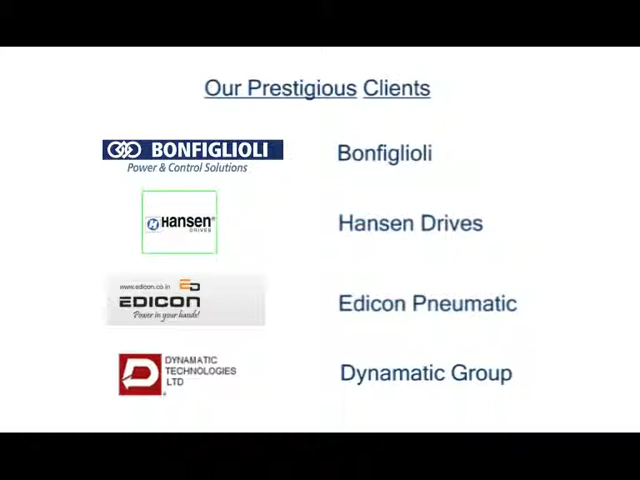 Our Prestigious Clients
BONFIGLIOLI
Power & Control Solutions
Bonfiglioli
HANSEN®
DRIVES
Hansen Drives
www.edicon.co.in
ED
EDICON
Power in your hands!
Edicon Pneumatic
DYNAMATIC
TECHNOLOGIES
LTD
Dynamatic Group